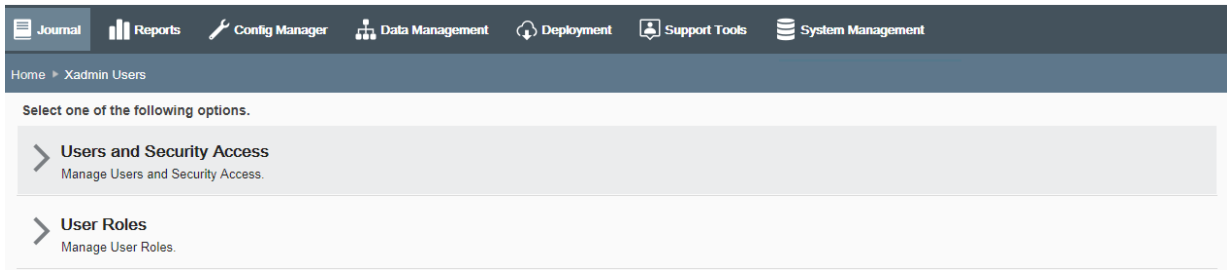 Journal Reports Config Manager Data Management Deployment Support Tools System Management
Home Xadmin Users
Select one of the following options.
Users and Security Access
Manage Users and Security Access.
User Roles
Manage User Roles.